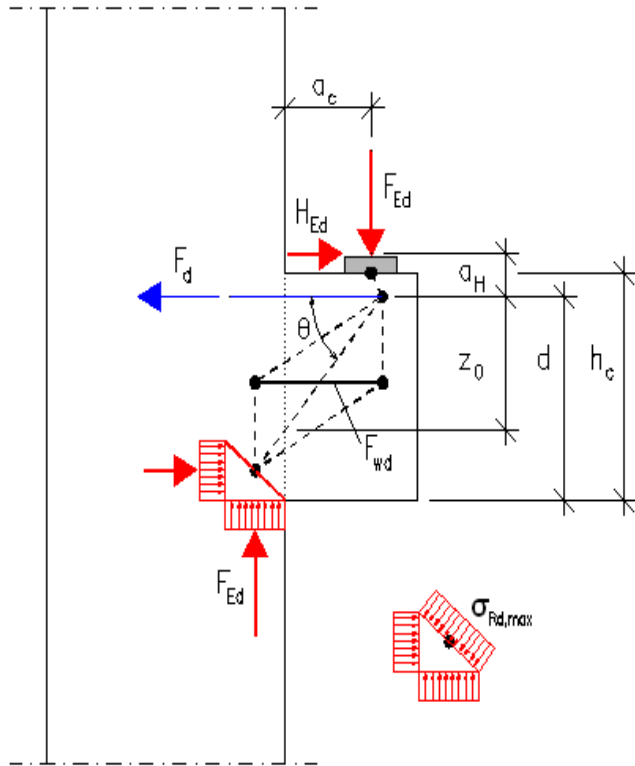 a_c
F_Ed
H_Ed
F_d
a_H
θ
z_0
d
h_c
F_wd
F_Ed
σ_Rd,max